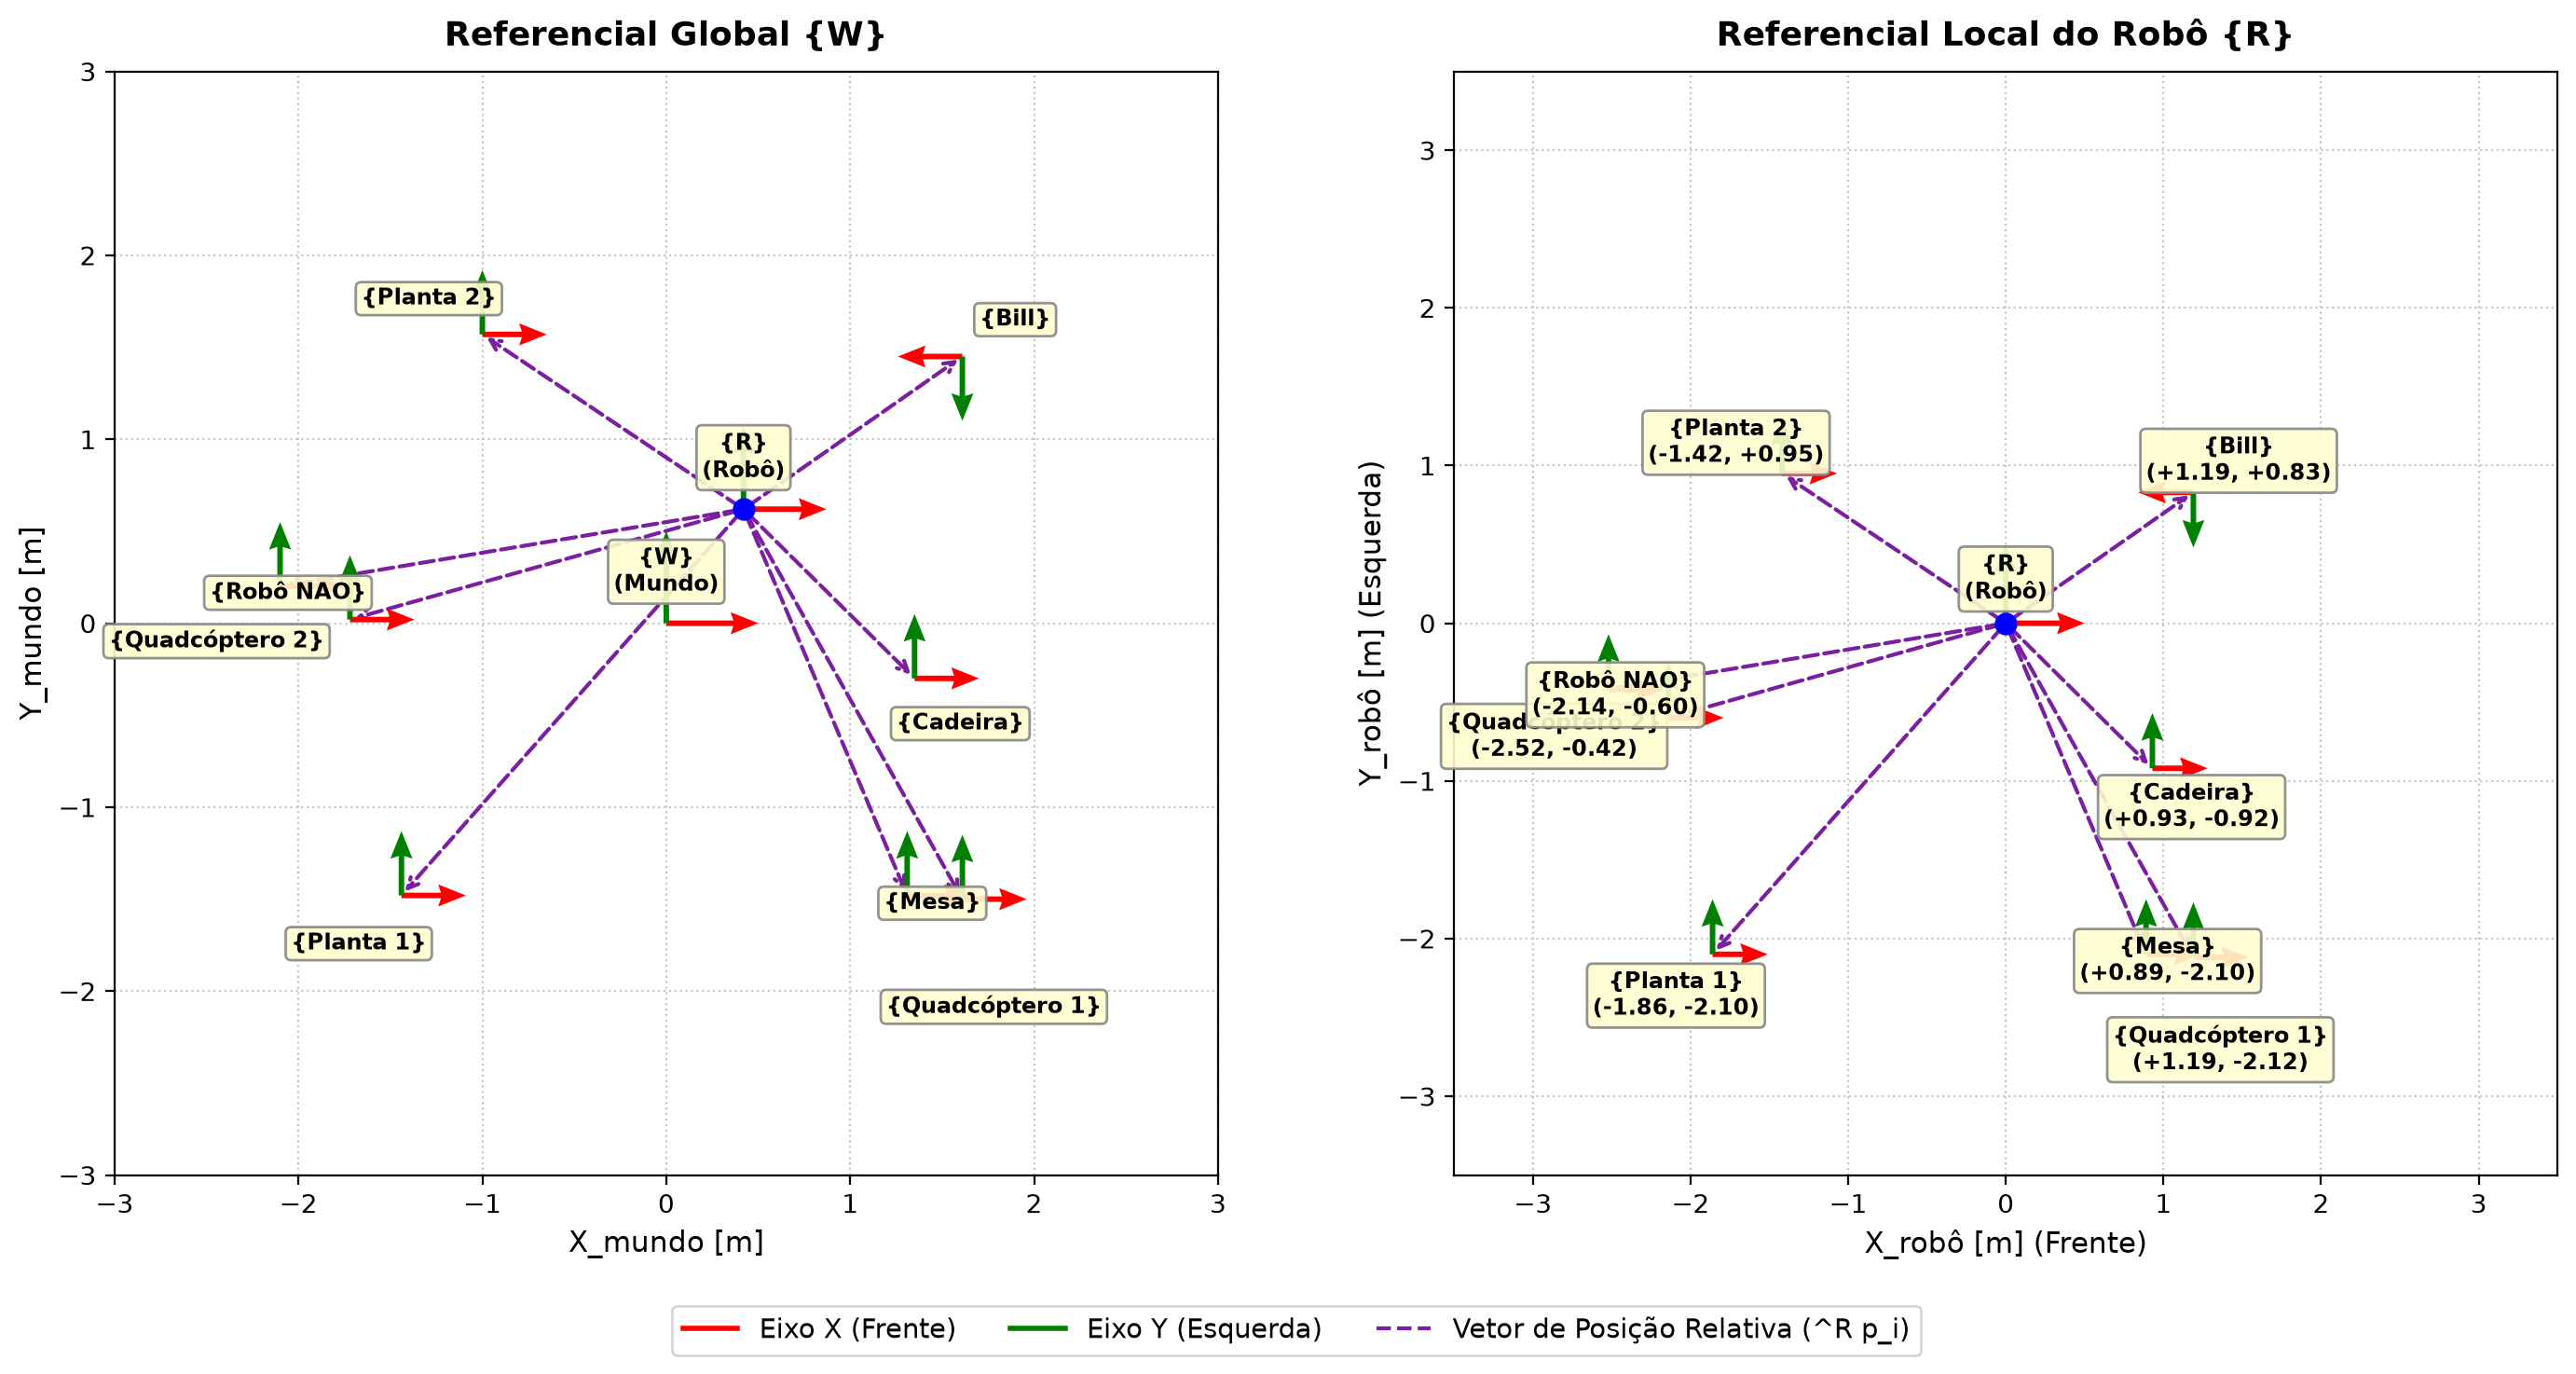 Referencial Global {W}
3
2
1
0
−1
−2
−3
−3
−2
−1
0
1
2
3
Y_mundo [m]
X_mundo [m]
{Planta 2}
{Bill}
{R}
(Robô)
{W}
(Mundo)
{Robô NAO}
{Quadcóptero 2}
{Cadeira}
{Mesa}
{Planta 1}
{Quadcóptero 1}
Referencial Local do Robô {R}
3
2
1
0
−1
−2
−3
−3
−2
−1
0
1
2
3
Y_robô [m] (Esquerda)
X_robô [m] (Frente)
{Planta 2}
(-1.42, +0.95)
{Bill}
(+1.19, +0.83)
{R}
(Robô)
{Robô NAO}
(-2.14, -0.60)
{Quadcóptero 2}
(-2.52, -0.42)
{Cadeira}
(+0.93, -0.92)
{Mesa}
(+0.89, -2.10)
{Planta 1}
(-1.86, -2.10)
{Quadcóptero 1}
(+1.19, -2.12)
Eixo X (Frente)
Eixo Y (Esquerda)
Vetor de Posição Relativa (^R p_i)